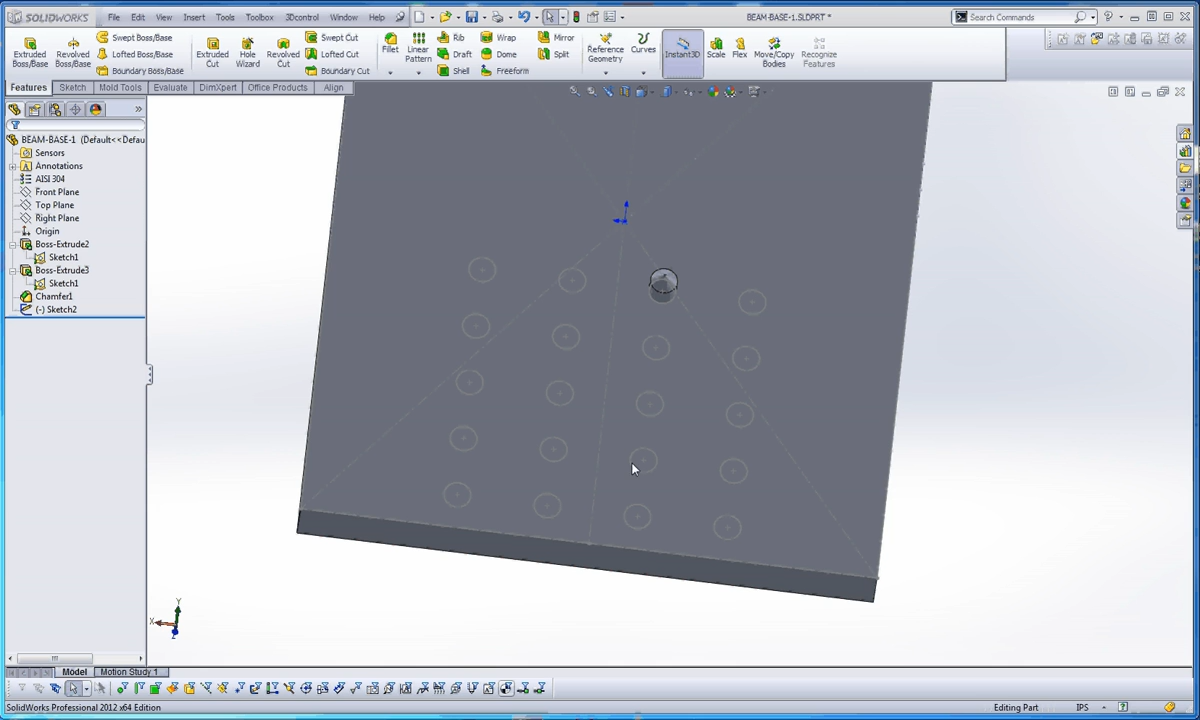 SOLIDWORKS File Edit View Insert Tools Toolbox 3Dcontrol Window Help BEAM-BASE-1.SLDPRT * Search Commands
Extruded Boss/Base
Revolved Boss/Base
Swept Boss/Base
Lofted Boss/Base
Boundary Boss/Base
Extruded Cut
Hole Wizard
Revolved Cut
Swept Cut
Lofted Cut
Boundary Cut
Fillet
Linear Pattern
Rib
Draft
Shell
Wrap
Dome
Freeform
Mirror
Split
Reference Geometry
Curves
Instant3D
Scale
Flex
Move/Copy Bodies
Recognize Features
Features Sketch Mold Tools Evaluate DimXpert Office Products Align
BEAM-BASE-1 (Default<<Defau
Sensors
Annotations
AISI 304
Front Plane
Top Plane
Right Plane
Origin
Boss-Extrude2
Sketch1
Boss-Extrude3
Sketch1
Chamfer1
(-) Sketch2
Y
X
Z
Model Motion Study 1
SolidWorks Professional 2012 x64 Edition Editing Part IPS